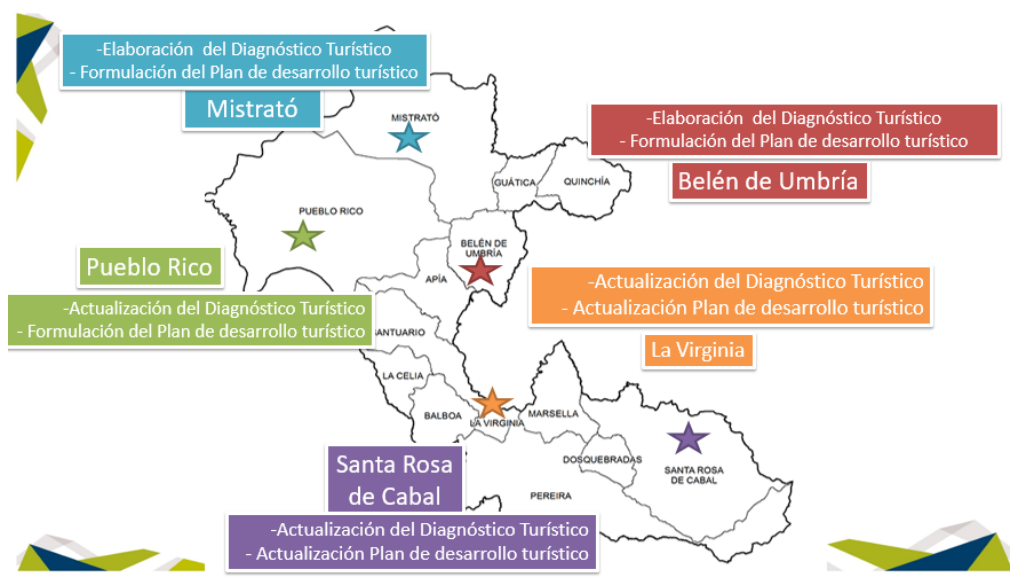 -Elaboración  del Diagnóstico Turístico
- Formulación del Plan de desarrollo turístico
Mistrató
MISTRATÓ
-Elaboración  del Diagnóstico Turístico
- Formulación del Plan de desarrollo turístico
Belén de Umbría
GUÁTICA
QUINCHÍA
PUEBLO RICO
BELÉN DE
UMBRÍA
Pueblo Rico
APÍA
-Actualización del Diagnóstico Turístico
- Formulación del Plan de desarrollo turístico
-Actualización del Diagnóstico Turístico
- Actualización Plan de desarrollo turístico
La Virginia
ANTUARIO
LA CELIA
BALBOA
LA VIRGINIA
MARSELLA
DOSQUEBRADAS
SANTA ROSA
DE CABAL
PEREIRA
Santa Rosa
de Cabal
-Actualización del Diagnóstico Turístico
- Actualización Plan de desarrollo turístico